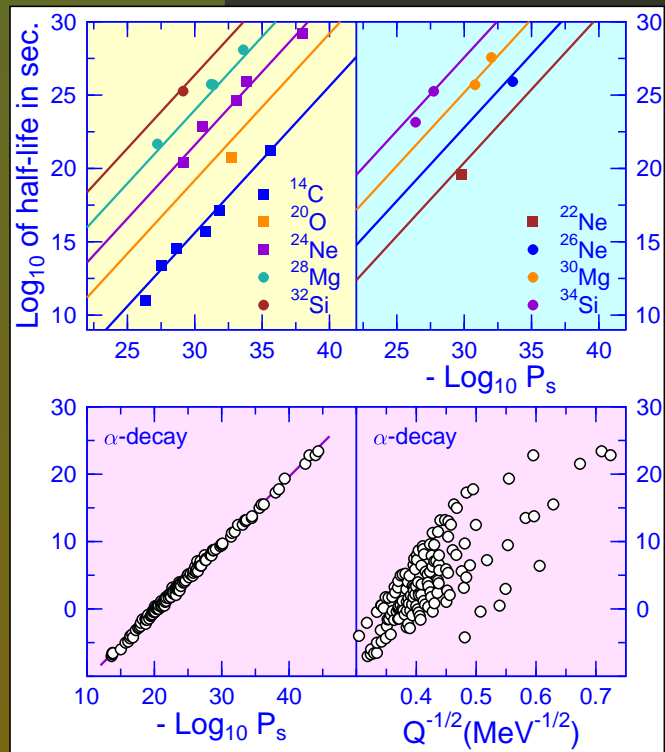 Log₁₀ of half-life in sec.
30
25
20
15
10
¹⁴C
²⁰O
²⁴Ne
²⁸Mg
³²Si
25 30 35 40
30
25
20
15
10
²²Ne
²⁶Ne
³⁰Mg
³⁴Si
25 30 35 40
- Log₁₀ Pₛ
30
20
10
0
α-decay
10 20 30 40
- Log₁₀ Pₛ
30
20
10
0
α-decay
0.4 0.5 0.6 0.7
Q⁻¹/²(MeV⁻¹/²)